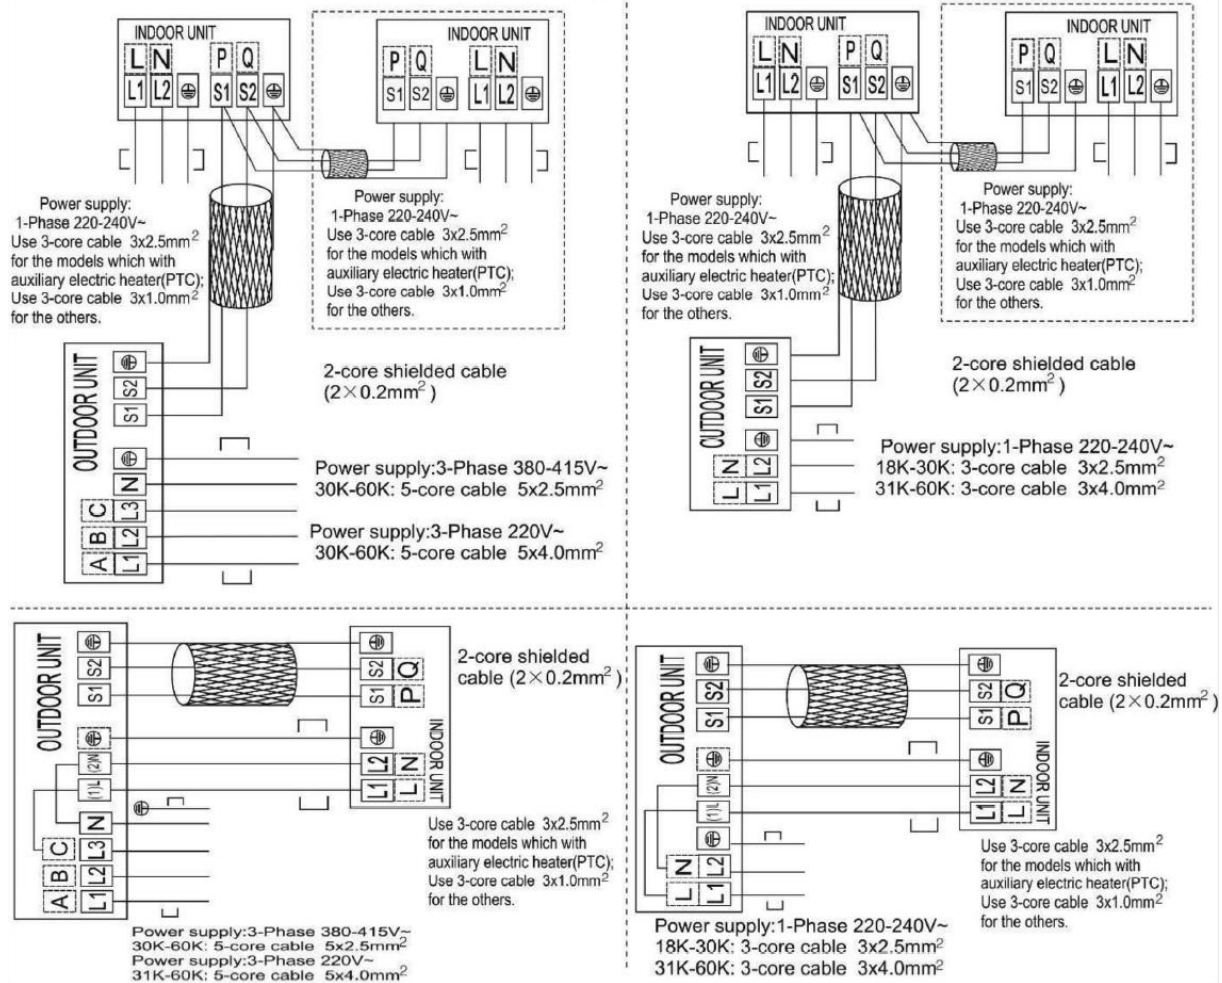 INDOOR UNIT
L N P Q
L1 L2 S1 S2
INDOOR UNIT
P Q L N
S1 S2 L1 L2
Power supply:
1-Phase 220-240V~
Use 3-core cable 3x2.5mm²
for the models which with
auxiliary electric heater(PTC);
Use 3-core cable 3x1.0mm²
for the others.
Power supply:
1-Phase 220-240V~
Use 3-core cable 3x2.5mm²
for the models which with
auxiliary electric heater(PTC);
Use 3-core cable 3x1.0mm²
for the others.
OUTDOOR UNIT
S2
S1
N
C L3
B L2
A L1
2-core shielded cable
(2×0.2mm²)
Power supply:3-Phase 380-415V~
30K-60K: 5-core cable 5x2.5mm²
Power supply:3-Phase 220V~
30K-60K: 5-core cable 5x4.0mm²
INDOOR UNIT
L N P Q
L1 L2 S1 S2
INDOOR UNIT
P Q L N
S1 S2 L1 L2
Power supply:
1-Phase 220-240V~
Use 3-core cable 3x2.5mm²
for the models which with
auxiliary electric heater(PTC);
Use 3-core cable 3x1.0mm²
for the others.
Power supply:
1-Phase 220-240V~
Use 3-core cable 3x2.5mm²
for the models which with
auxiliary electric heater(PTC);
Use 3-core cable 3x1.0mm²
for the others.
OUTDOOR UNIT
S2
S1
N L2
L L1
2-core shielded cable
(2×0.2mm²)
Power supply:1-Phase 220-240V~
18K-30K: 3-core cable 3x2.5mm²
31K-60K: 3-core cable 3x4.0mm²
OUTDOOR UNIT
S2
S1
(2)N
(1)L
N
C L3
B L2
A L1
S2 Q
S1 P
L2 N
L1 L
INDOOR UNIT
2-core shielded
cable (2×0.2mm²)
Use 3-core cable 3x2.5mm²
for the models which with
auxiliary electric heater(PTC);
Use 3-core cable 3x1.0mm²
for the others.
Power supply:3-Phase 380-415V~
30K-60K: 5-core cable 5x2.5mm²
Power supply:3-Phase 220V~
31K-60K: 5-core cable 5x4.0mm²
OUTDOOR UNIT
S2
S1
(2)N
(1)L
N L2
L L1
S2 Q
S1 P
L2 N
L1 L
INDOOR UNIT
2-core shielded
cable (2×0.2mm²)
Use 3-core cable 3x2.5mm²
for the models which with
auxiliary electric heater(PTC);
Use 3-core cable 3x1.0mm²
for the others.
Power supply:1-Phase 220-240V~
18K-30K: 3-core cable 3x2.5mm²
31K-60K: 3-core cable 3x4.0mm²